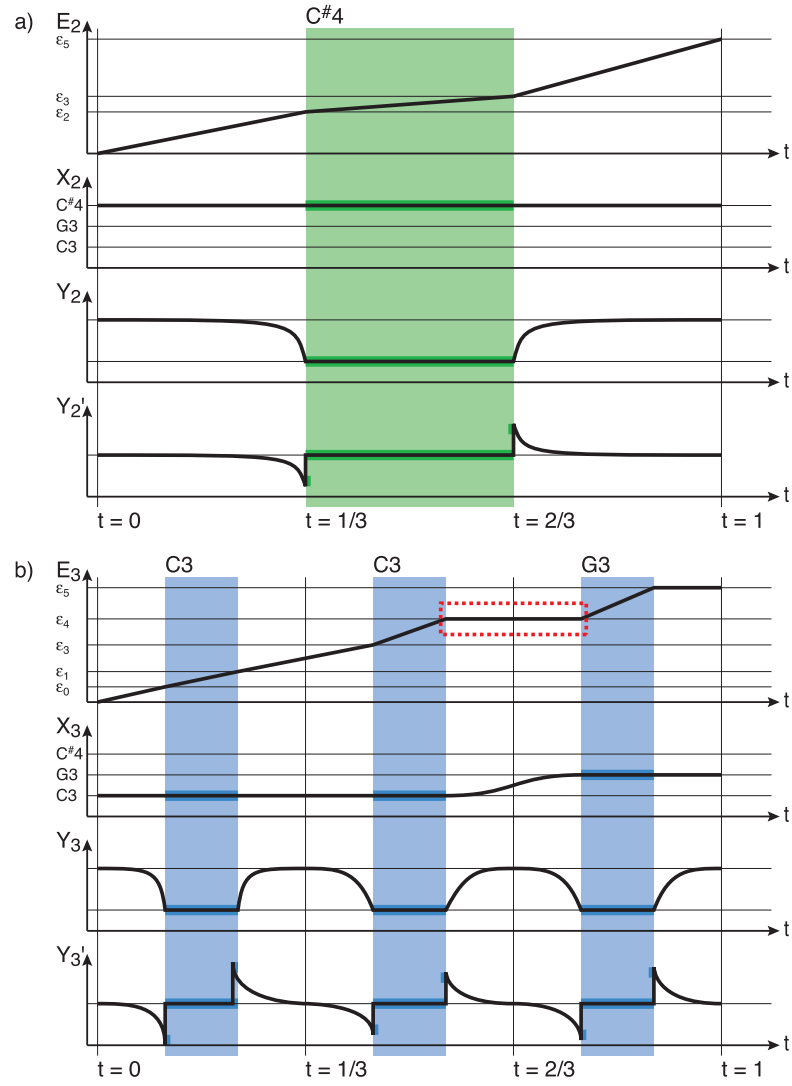 a)
C#4
E2
ε5
ε3
ε2
t
X2
C#4
G3
C3
t
Y2
t
Y2'
t
t = 0 t = 1/3 t = 2/3 t = 1
b)
C3 C3 G3
E3
ε5
ε4
ε3
ε1
ε0
t
X3
C#4
G3
C3
t
Y3
t
Y3'
t
t = 0 t = 1/3 t = 2/3 t = 1